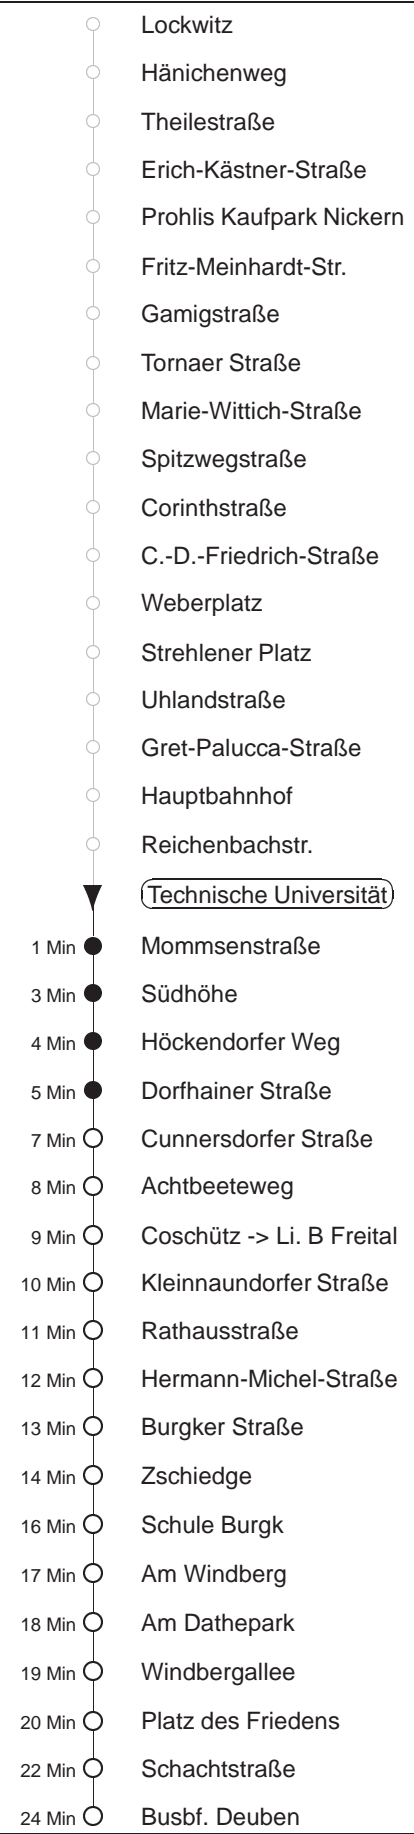 Lockwitz
Hänichenweg
Theilestraße
Erich-Kästner-Straße
Prohlis Kaufpark Nickern
Fritz-Meinhardt-Str.
Gamigstraße
Tornaer Straße
Marie-Wittich-Straße
Spitzwegstraße
Corinthstraße
C.-D.-Friedrich-Straße
Weberplatz
Strehlener Platz
Uhlandstraße
Gret-Palucca-Straße
Hauptbahnhof
Reichenbachstr.
Technische Universität
1 Min Mommsenstraße
3 Min Südhöhe
4 Min Höckendorfer Weg
5 Min Dorfhainer Straße
7 Min Cunnersdorfer Straße
8 Min Achtbeeteweg
9 Min Coschütz -> Li. B Freital
10 Min Kleinnaundorfer Straße
11 Min Rathausstraße
12 Min Hermann-Michel-Straße
13 Min Burgker Straße
14 Min Zschiedge
16 Min Schule Burgk
17 Min Am Windberg
18 Min Am Dathepark
19 Min Windbergallee
20 Min Platz des Friedens
22 Min Schachtstraße
24 Min Busbf. Deuben